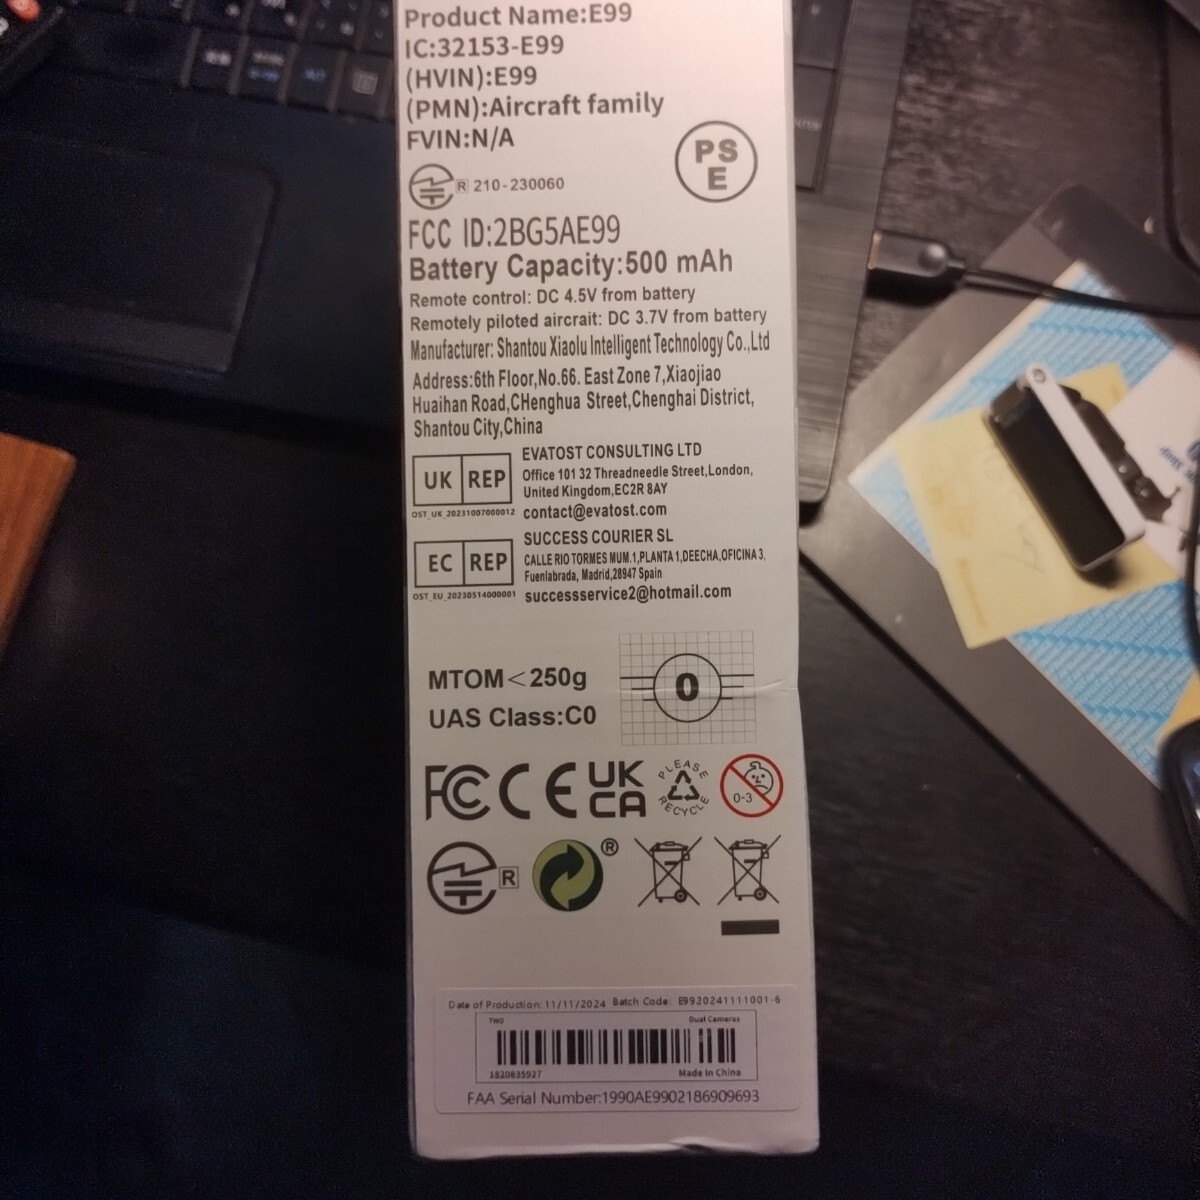 Product Name:E99
IC:32153-E99
(HVIN):E99
(PMN):Aircraft family
FVIN:N/A
PS
E
R 210-230060
FCC ID:2BG5AE99
Battery Capacity:500 mAh
Remote control: DC 4.5V from battery
Remotely piloted aircrait: DC 3.7V from battery
Manufacturer: Shantou Xiaolu Intelligent Technology Co.,Ltd
Address:6th Floor,No.66. East Zone 7,Xiaojiao
Huaihan Road,CHenghua Street,Chenghai District,
Shantou City,China
UK REP
OST_UK_20231007000012
EVATOST CONSULTING LTD
Office 101 32 Threadneedle Street,London,
United Kingdom,EC2R 8AY
contact@evatost.com
EC REP
OST_EU_20230514000001
SUCCESS COURIER SL
CALLE RIO TORMES MUM.1,PLANTA 1,DEECHA,OFICINA 3,
Fuenlabrada, Madrid,28947 Spain
successservice2@hotmail.com
MTOM<250g
UAS Class:C0
0
FC CE UK
CA
PLEASE
RECYCLE
0-3
R
®
Date of Production: 11/11/2024 Batch Code: E9920241111001-6
TWO Dual Cameras
1820835927 Made In China
FAA Serial Number:1990AE9902186909693